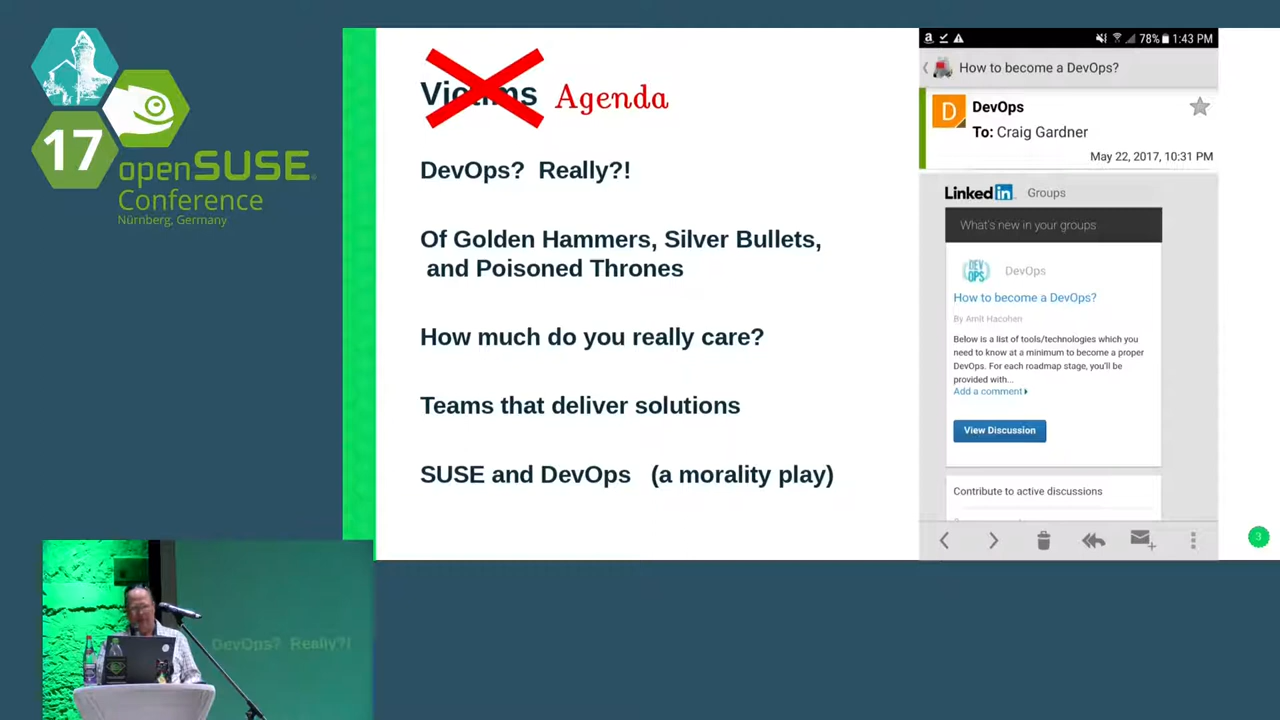 17
openSUSE
Conference
Nürnberg, Germany
Victims Agenda
DevOps? Really?!
Of Golden Hammers, Silver Bullets,
and Poisoned Thrones
How much do you really care?
Teams that deliver solutions
SUSE and DevOps (a morality play)
78% 1:43 PM
How to become a DevOps?
D
DevOps
To: Craig Gardner
May 22, 2017, 10:31 PM
LinkedIn Groups
What's new in your groups
DEV
OPS
DevOps
How to become a DevOps?
By Amit Hacohen
Below is a list of tools/technologies which you
need to know at a minimum to become a proper
DevOps. For each roadmap stage, you'll be
provided with...
Add a comment
View Discussion
Contribute to active discussions
3
DevOps? Really?!